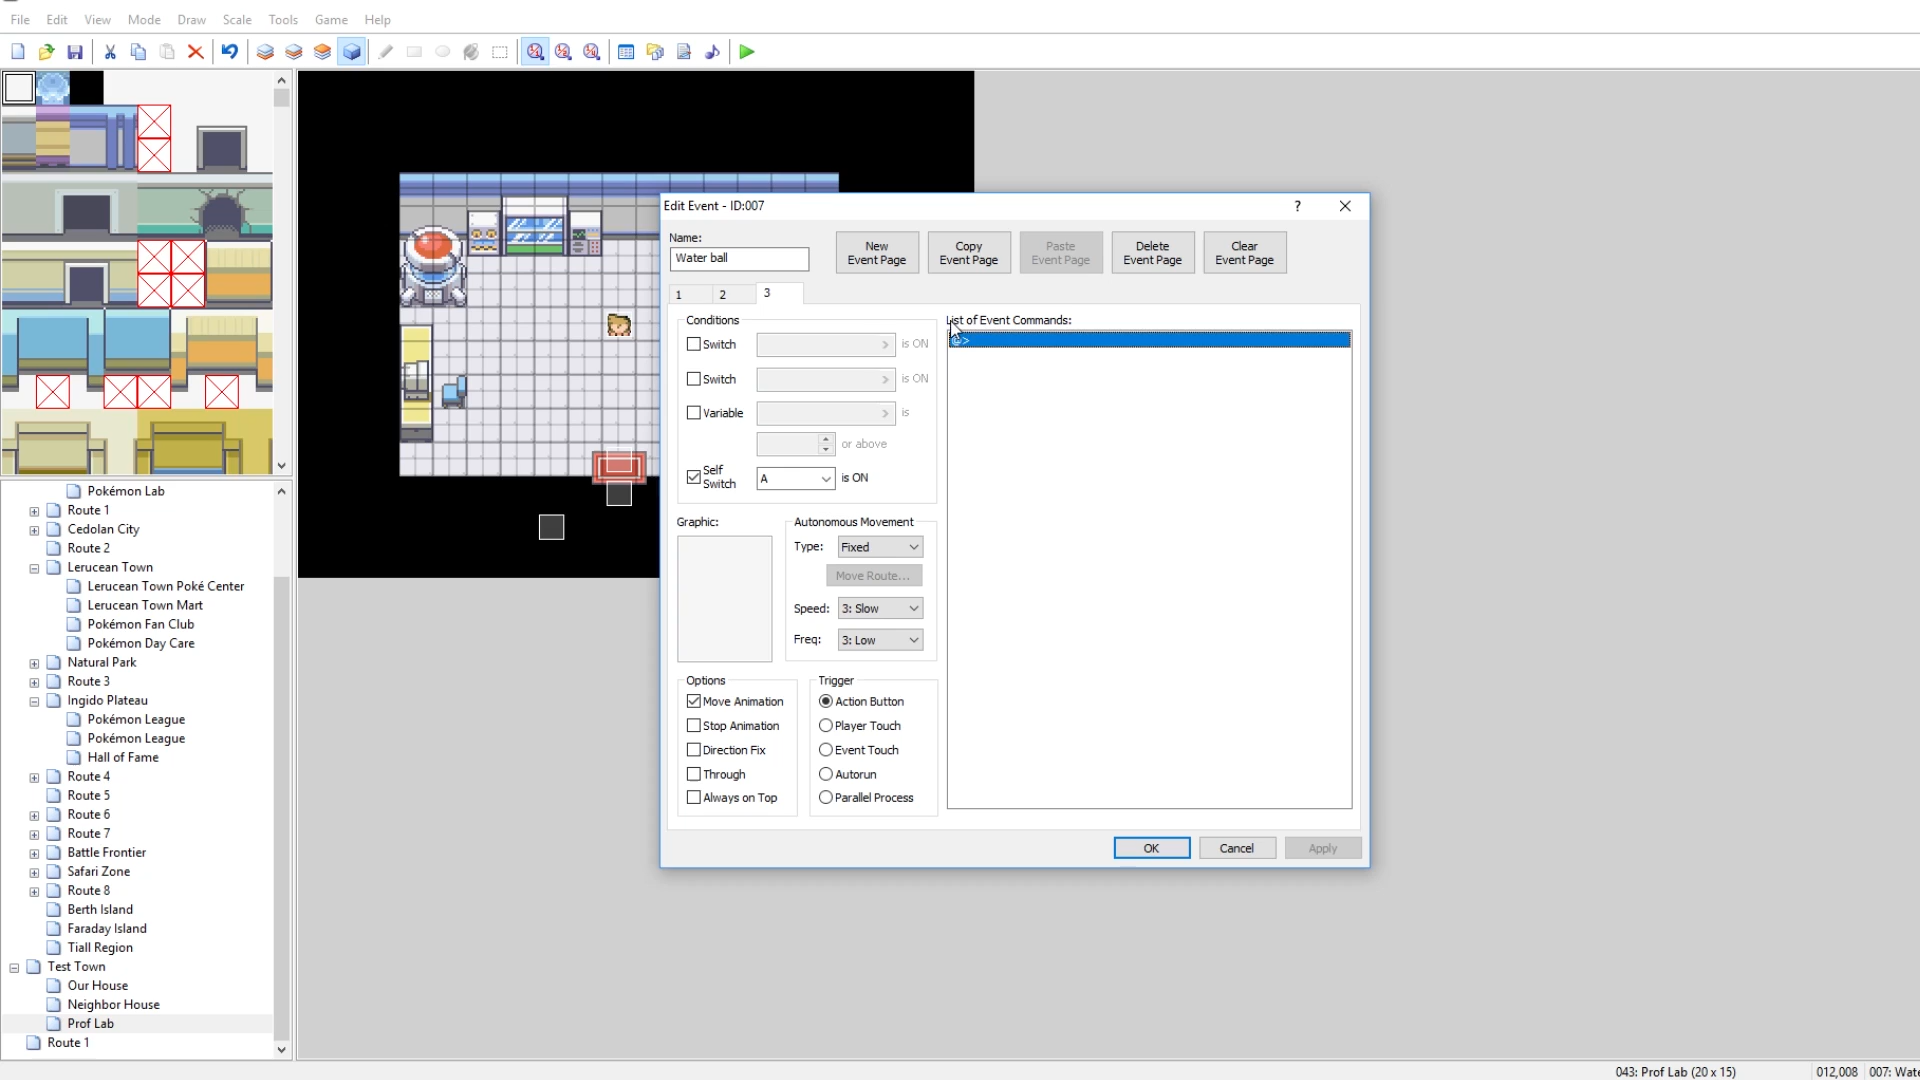 File Edit View Mode Draw Scale Tools Game Help
Edit Event - ID:007
?
Name:
Water ball
New Event Page
Copy Event Page
Paste Event Page
Delete Event Page
Clear Event Page
1 2 3
Conditions
Switch > is ON
Switch > is ON
Variable > is
or above
Self Switch A is ON
Graphic:
Autonomous Movement
Type: Fixed
Move Route...
Speed: 3: Slow
Freq: 3: Low
Options
Move Animation
Stop Animation
Direction Fix
Through
Always on Top
Trigger
Action Button
Player Touch
Event Touch
Autorun
Parallel Process
List of Event Commands:
@>
OK Cancel Apply
Pokémon Lab
Route 1
Cedolan City
Route 2
Lerucean Town
Lerucean Town Poké Center
Lerucean Town Mart
Pokémon Fan Club
Pokémon Day Care
Natural Park
Route 3
Ingido Plateau
Pokémon League
Pokémon League
Hall of Fame
Route 4
Route 5
Route 6
Route 7
Battle Frontier
Safari Zone
Route 8
Berth Island
Faraday Island
Tiall Region
Test Town
Our House
Neighbor House
Prof Lab
Route 1
043: Prof Lab (20 x 15) 012,008 007: Wate